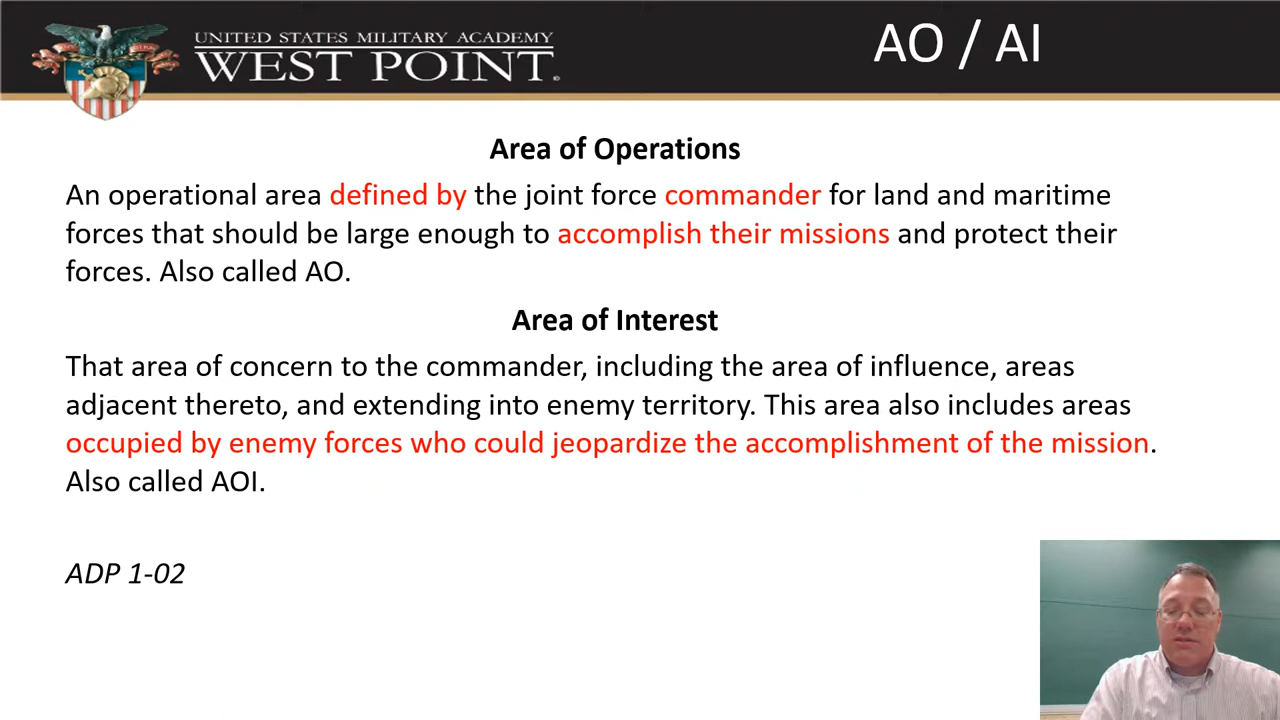 UNITED STATES MILITARY ACADEMY
WEST POINT.
AO / AI
Area of Operations
An operational area defined by the joint force commander for land and maritime
forces that should be large enough to accomplish their missions and protect their
forces. Also called AO.
Area of Interest
That area of concern to the commander, including the area of influence, areas
adjacent thereto, and extending into enemy territory. This area also includes areas
occupied by enemy forces who could jeopardize the accomplishment of the mission.
Also called AOI.
ADP 1-02